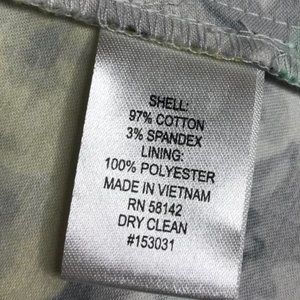 SHELL:
97% COTTON
3% SPANDEX
LINING:
100% POLYESTER
MADE IN VIETNAM
RN 58142
DRY CLEAN
#153031